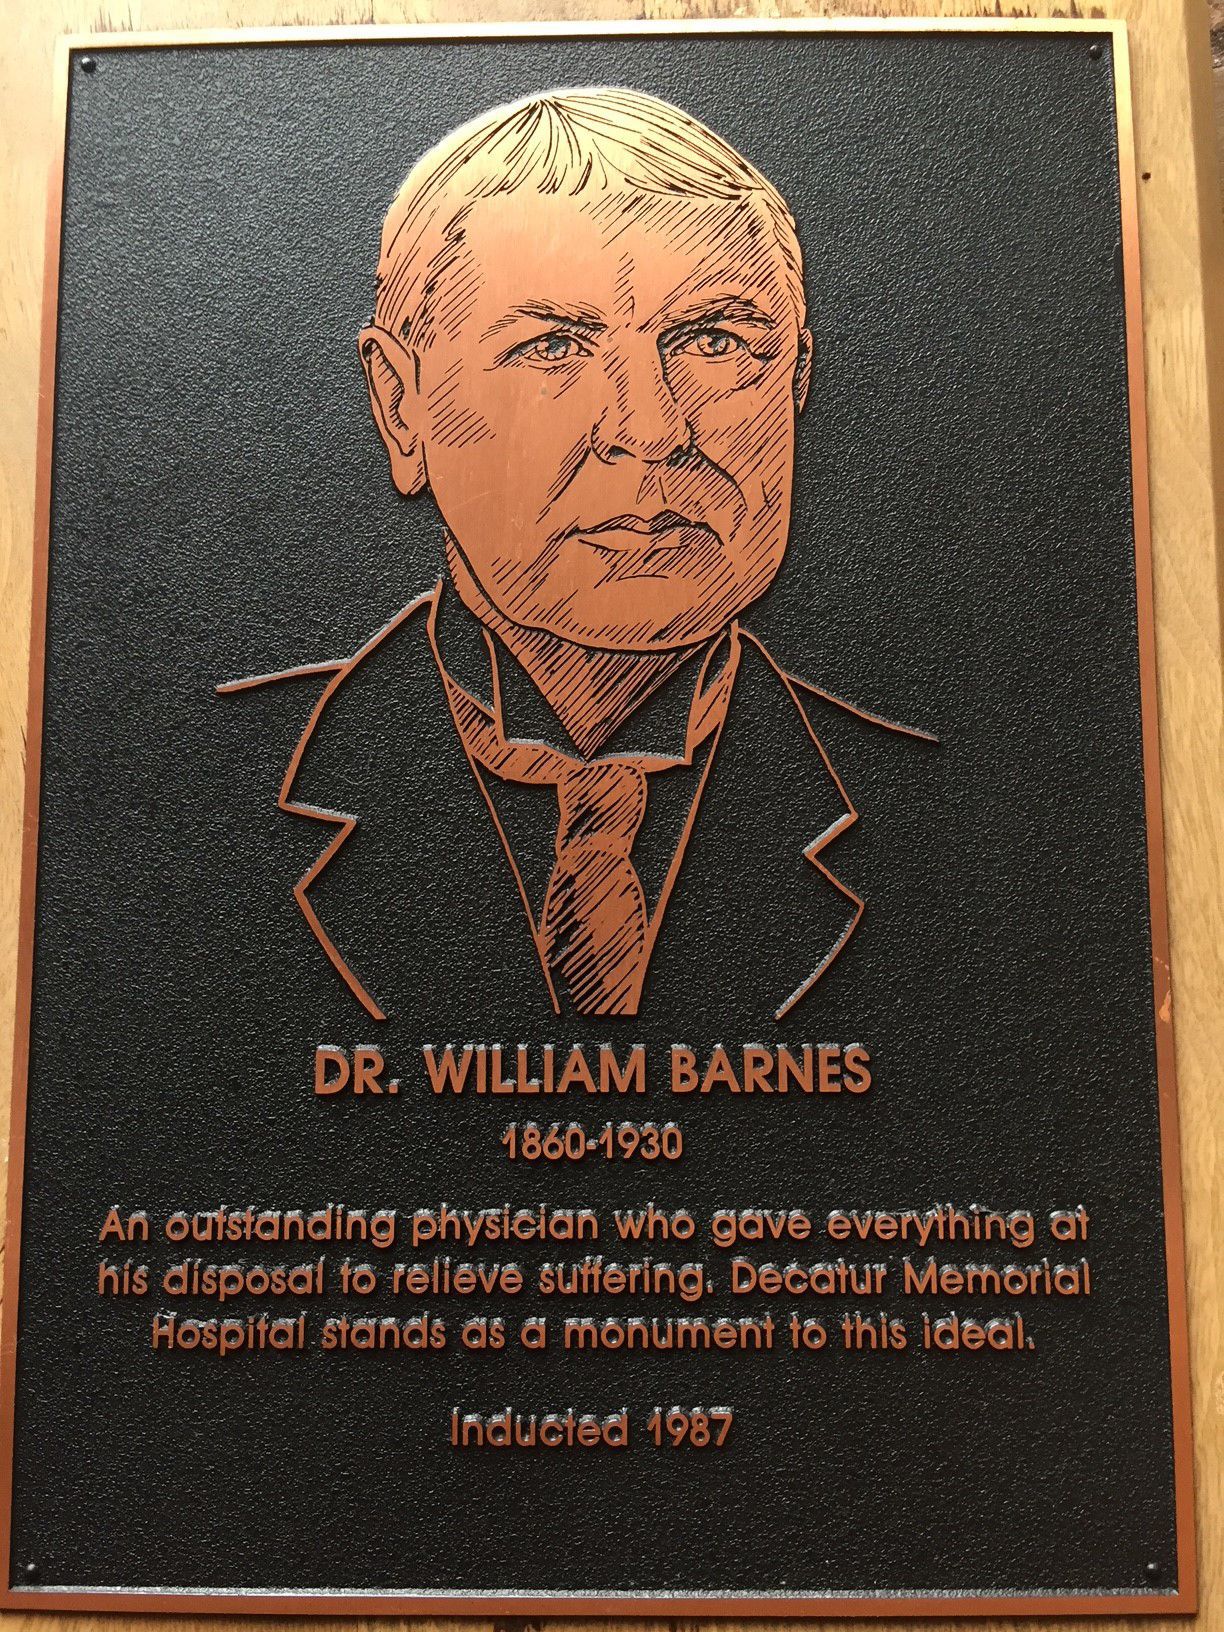 DR. WILLIAM BARNES
1860-1930
An outstanding physician who gave everything at
his disposal to relieve suffering. Decatur Memorial
Hospital stands as a monument to this ideal.
Inducted 1987